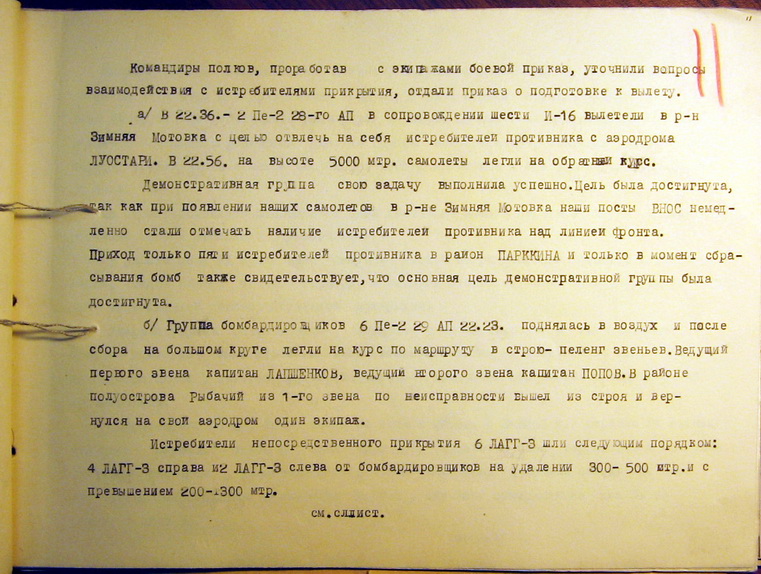 11
11
Командиры полков, проработав с экипажами боевой приказ, уточнили вопросы
взаимодействия с истребителями прикрытия, отдали приказ о подготовке к вылету.
а/ В 22.36.- 2 Пе-2 28-го АП в сопровождении шести И-16 вылетели в р-н
Зимняя Мотовка с целью отвлечь на себя истребителей противника с аэродрома
ЛУОСТАРИ. В 22.56. на высоте 5000 мтр. самолеты легли на обратный курс.
Демонстративная группа свою задачу выполнила успешно.Цель была достигнута,
так как при появлении наших самолетов в р-не Зимняя Мотовка наши посты ВНОС немед-
ленно стали отмечать наличие истребителей противника над линией фронта.
Приход только пяти истребителей противника в район ПАРККИНА и только в момент сбра-
сывания бомб также свидетельствует,что основная цель демонстративной группы была
достигнута.
б/ Группа бомбардировщиков 6 Пе-2 29 АП 22.23. поднялась в воздух и после
сбора на большом круге легли на курс по маршруту в строю- пеленг звеньев.Ведущий
первого звена капитан ЛАПШЕНКОВ, ведущий второго звена капитан ПОПОВ.В районе
полуострова Рыбачий из 1-го звена по неисправности вышел из строя и вер-
нулся на свой аэродром один экипаж.
Истребители непосредственного прикрытия 6 ЛАГГ-3 шли следующим порядком:
4 ЛАГГ-3 справа и2 ЛАГГ-3 слева от бомбардировщиков на удалении 300- 500 мтр.и с
превышением 200-300 мтр.
см.сллист.